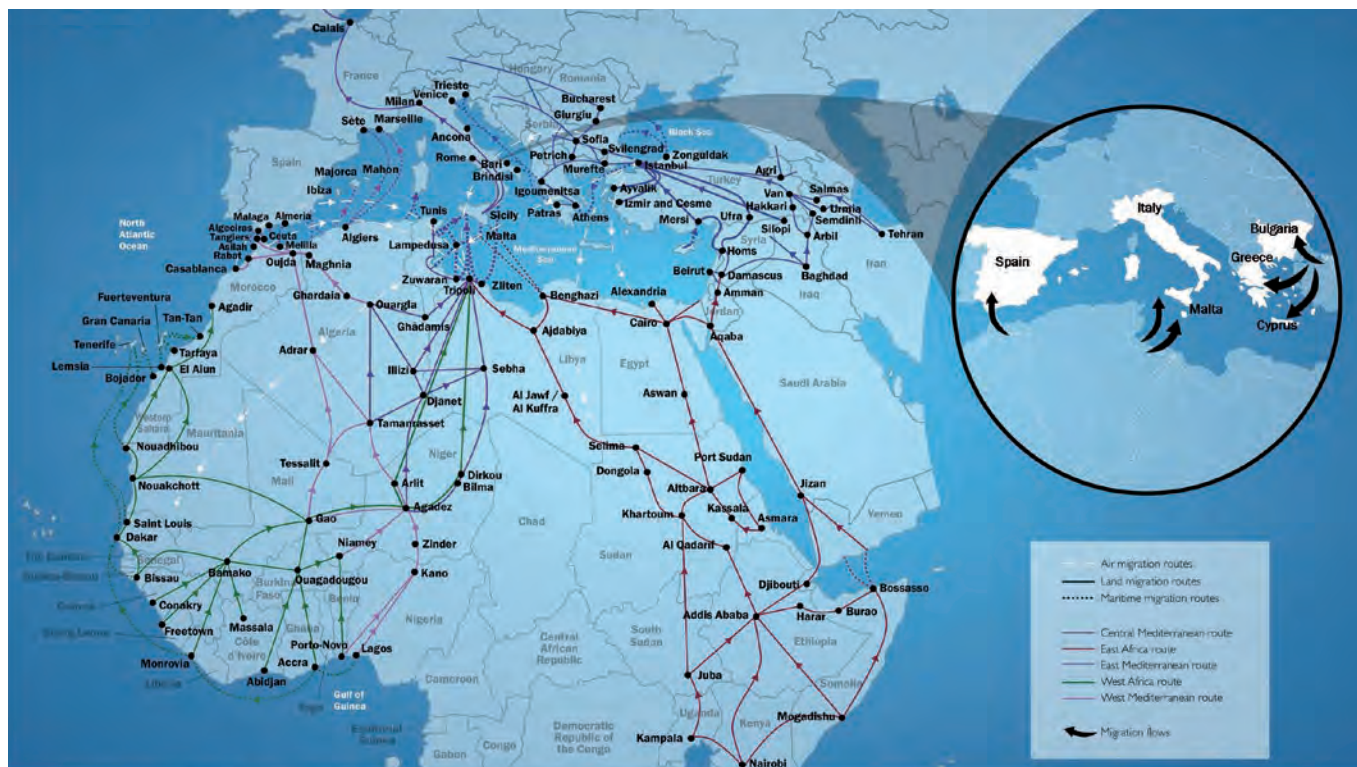 Calais
France
Hungary
Romania
Trieste
Venice
Milan
Bucharest
Giurgiu
Serbia
Sète
Marseille
Ancona
Sofia
Black Sea
Svilengrad
Petrich
Zonguldak
Spain
Rome
Bari
Murefte
Istanbul
Agri
Majorca
Mahon
Brindisi
Turkey
Igoumenitsa
Ayvalik
Van
Salmas
Ibiza
Hakkari
Urmia
Izmir and Cesme
Semdinli
Malaga
Almeria
Tunis
Sicily
Patras
Athens
Mersi
Ufra
Silopi
North
Atlantic
Ocean
Algeciras
Tangiers
Ceuta
Asilah
Melilla
Algiers
Lampedusa
Malta
Arbil
Tehran
Rabat
Oujda
Mediterranean
Sea
Syria
Homs
Casablanca
Maghnia
Zuwaran
Tripoli
Zilten
Beirut
Damascus
Baghdad
Iran
Morocco
Fuerteventura
Agadir
Ghardaia
Ouargla
Benghazi
Alexandria
Amman
Iraq
Gran Canaria
Tan-Tan
Algeria
Ghadamis
Ajdabiya
Cairo
Jordan
Aqaba
Tenerife
Tarfaya
Adrar
Libya
Egypt
Lemsia
El Aiun
Illizi
Sebha
Saudi Arabia
Bojador
Djanet
Al Jawf /
Al Kuffra
Aswan
Western
Sahara
Mauritania
Tamanrasset
Nouadhibou
Niger
Selima
Port Sudan
Tessalit
Dongola
Mali
Dirkou
Bilma
Nouakchott
Arlit
Altbara
Jizan
Agadez
Chad
Khartoum
Kassala
Asmara
Yemen
Saint Louis
Gao
Dakar
Niamey
Zinder
Sudan
Al Qadarif
Senegal
Bamako
Kano
Bissau
Burkina
Faso
Ouagadougou
Benin
Djibouti
Bossasso
Conakry
Freetown
Massala
Ghana
Nigeria
Addis Ababa
Harar
Burao
Côte
d'Ivoire
Porto-Novo
Lagos
Central
African
Republic
South
Sudan
Ethiopia
Monrovia
Liberia
Accra
Abidjan
Togo
Gulf of
Guinea
Cameroon
Juba
Somalia
Equatorial
Guinea
Uganda
Kenya
Mogadishu
Gabon
Congo
Democratic
Republic of
the Congo
Kampala
Nairobi
Italy
Bulgaria
Spain
Greece
Malta
Cyprus
Air migration routes
Land migration routes
Maritime migration routes
Central Mediterranean route
East Africa route
East Mediterranean route
West Africa route
West Mediterranean route
Migration flows